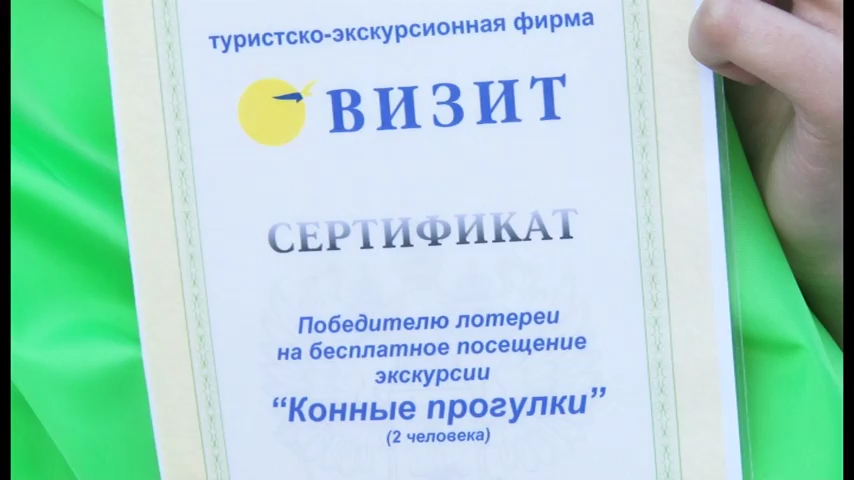 туристско-экскурсионная фирма
ВИЗИТ
СЕРТИФИКАТ
Победителю лотереи
на бесплатное посещение
экскурсии
“Конные прогулки”
(2 человека)